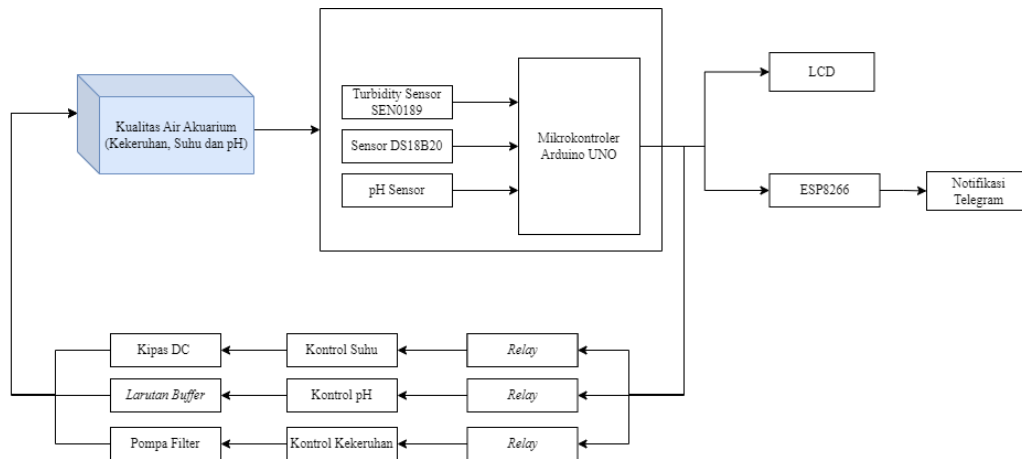 Kualitas Air Akuarium
(Kekeruhan, Suhu dan pH)
Turbidity Sensor
SEN0189
Sensor DS18B20
pH Sensor
Mikrokontroler
Arduino UNO
LCD
ESP8266
Notifikasi
Telegram
Kipas DC
Kontrol Suhu
Relay
Larutan Buffer
Kontrol pH
Relay
Pompa Filter
Kontrol Kekeruhan
Relay